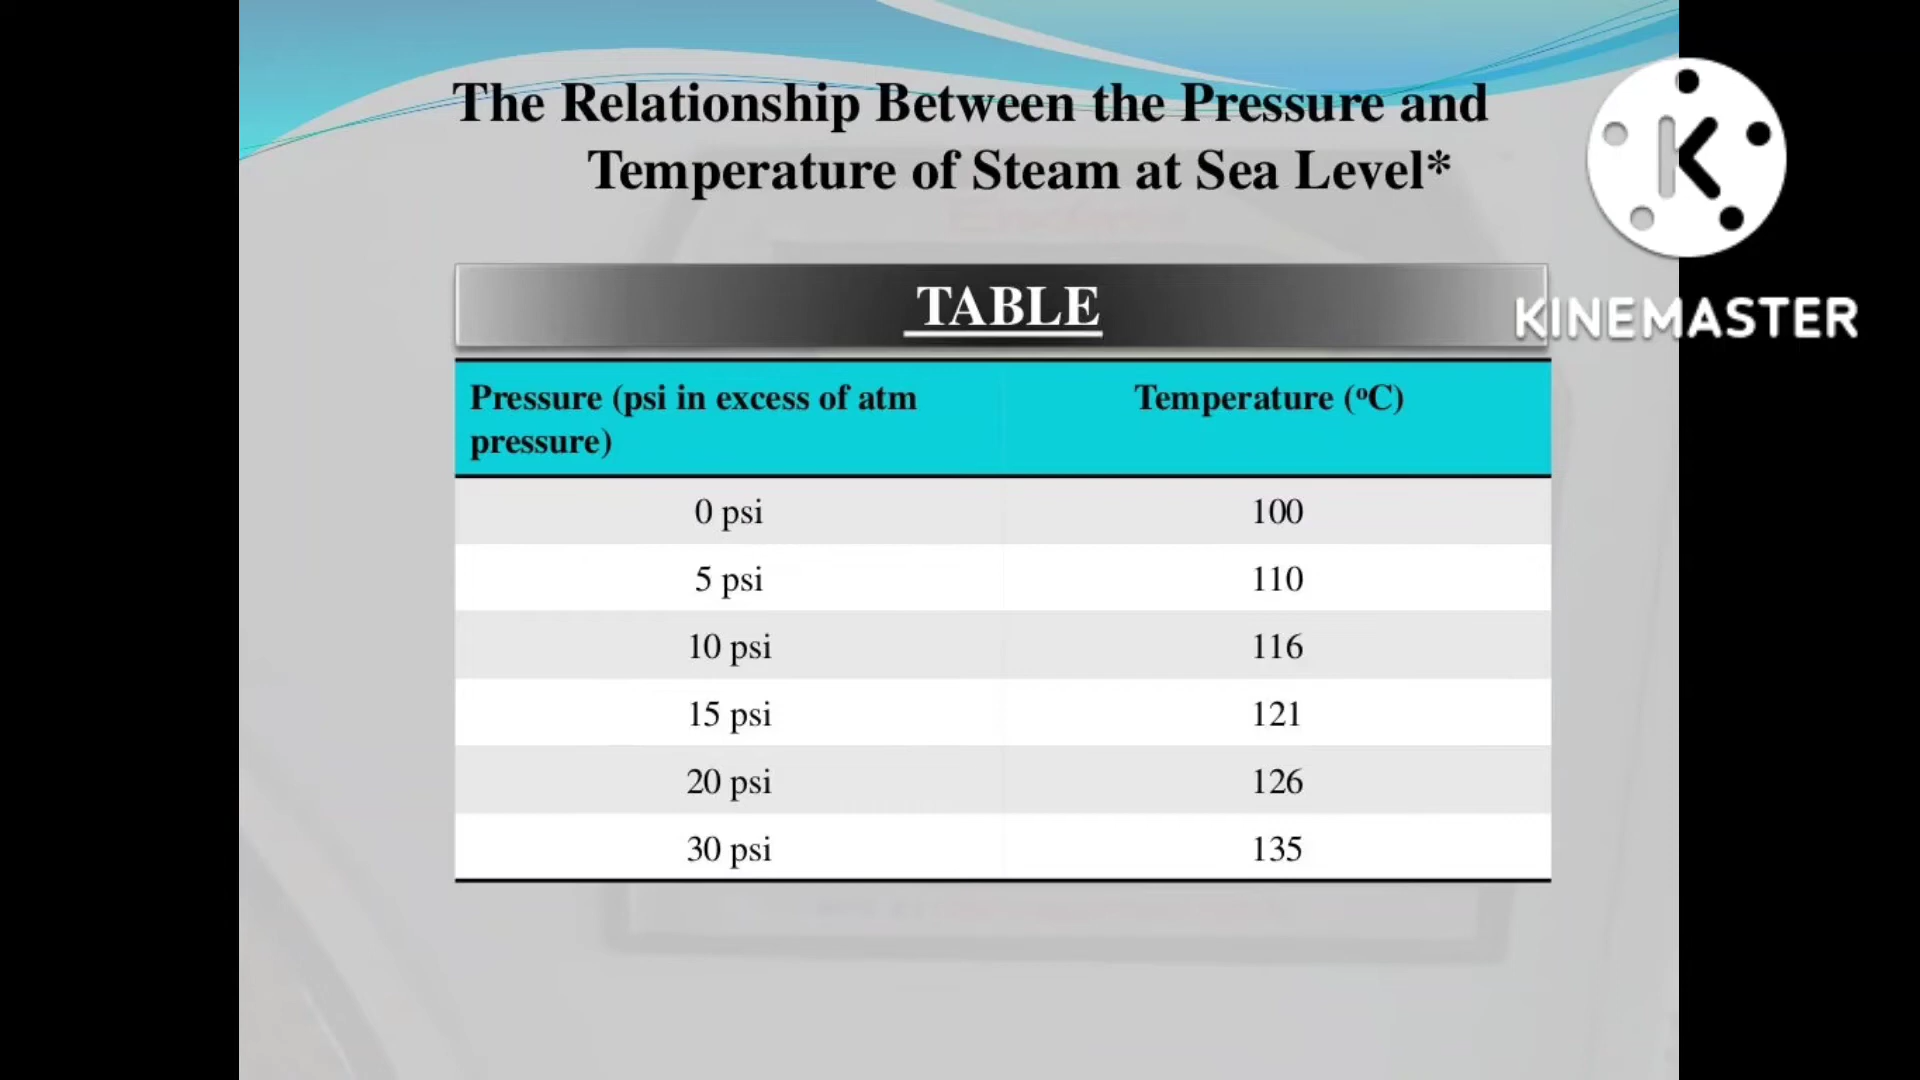 The Relationship Between the Pressure and
Temperature of Steam at Sea Level*
K
KINEMASTER
TABLE
Pressure (psi in excess of atm
pressure)
Temperature (ºC)
0 psi 100
5 psi 110
10 psi 116
15 psi 121
20 psi 126
30 psi 135